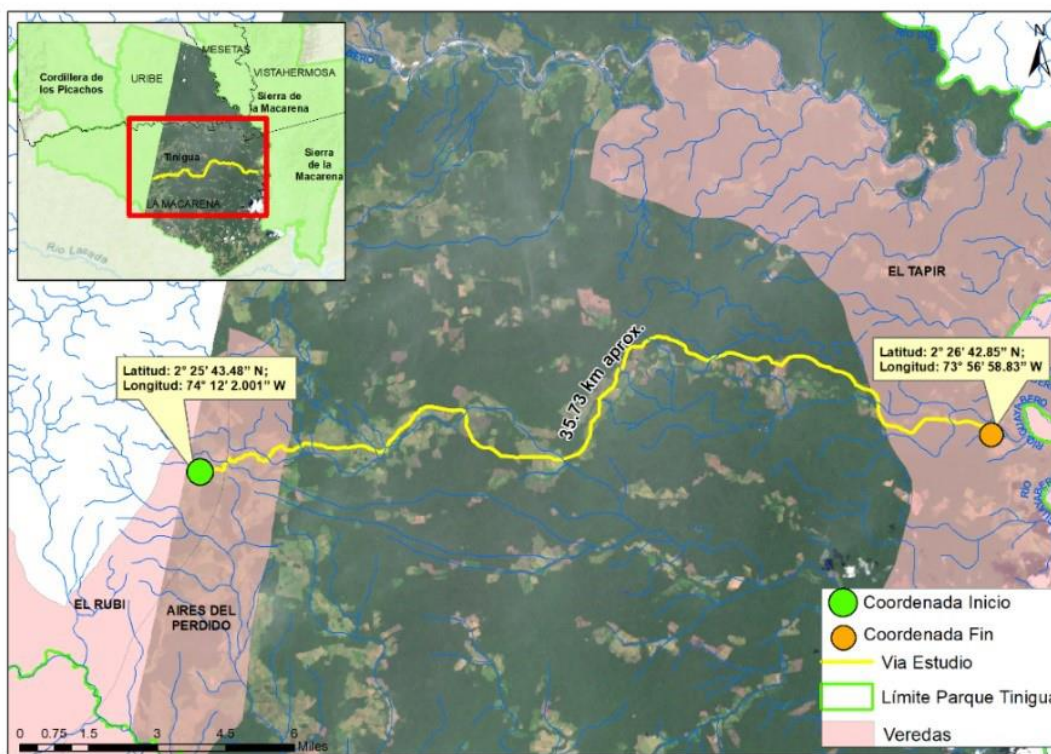 MESETAS
Cordillera de
los Picachos
URIBE
VISTAHERMOSA
Sierra de
la Macarena
Tinigua
Sierra
de la
Macarena
LA MACARENA
BERO
N
EL TAPIR
35.73 km aprox.
Latitud: 2° 25' 43.48" N;
Longitud: 74° 12' 2.001" W
Latitud: 2° 26' 42.85" N;
Longitud: 73° 56' 58.83" W
RIO GUAYABERO
RIO
EL RUBI
AIRES DEL
PERDIDO
Coordenada Inicio
Coordenada Fin
Via Estudio
Límite Parque Tinigua
Veredas
0 0.75 1.5 3 4.5 6
Miles